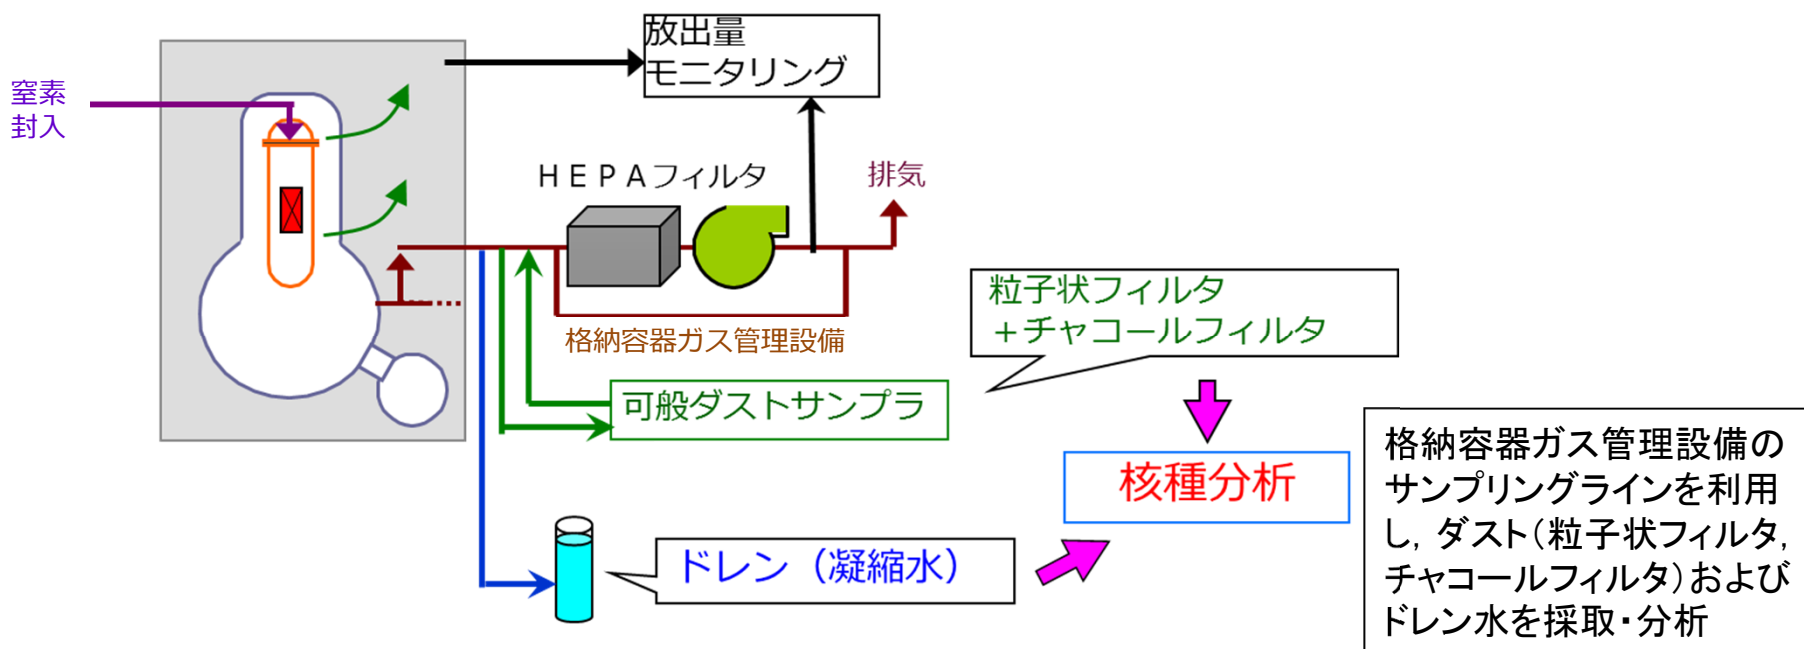 放出量
モニタリング
窒素
封入
ＨＥＰＡフィルタ
排気
粒子状フィルタ
＋チャコールフィルタ
格納容器ガス管理設備
可般ダストサンプラ
核種分析
ドレン（凝縮水）
格納容器ガス管理設備の
サンプリングラインを利用
し，ダスト（粒子状フィルタ，
チャコールフィルタ）および
ドレン水を採取・分析